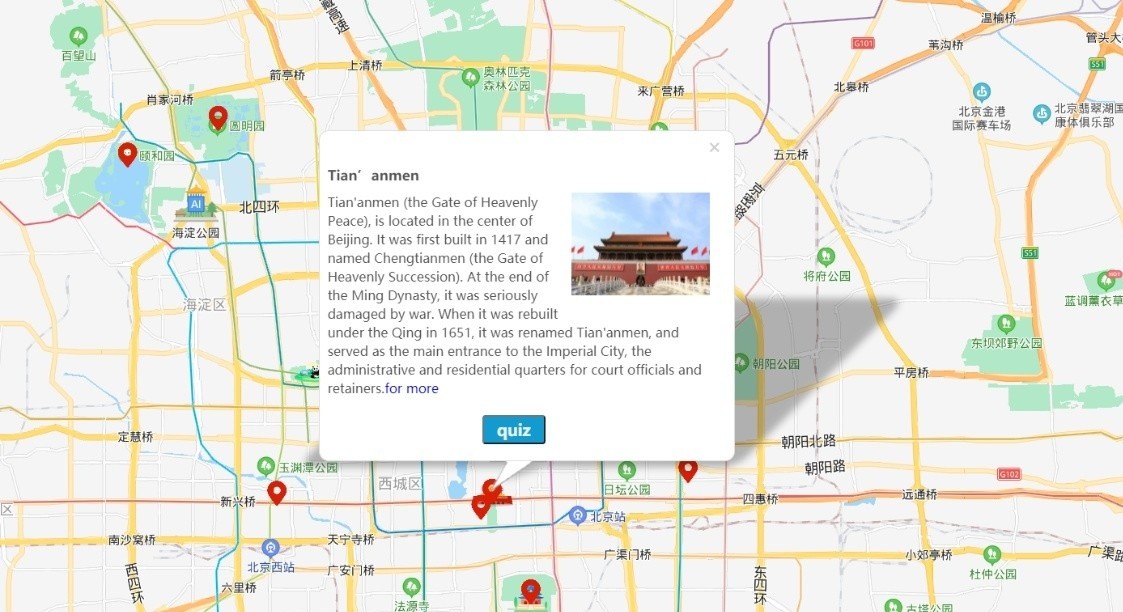 藏高速
温榆桥
管头大
百望山
苇沟桥
G101
S51
箭亭桥
上清桥
奥林匹克
森林公园
来广营桥
北皋桥
肖家河桥
圆明园
北京金港
国际赛车场
北京翡翠湖国
康体俱乐部
颐和园
五元桥
京密路
AI
海淀公园
北四环
×
Tian'anmen
Tian'anmen (the Gate of Heavenly
Peace), is located in the center of
Beijing. It was first built in 1417 and
named Chengtianmen (the Gate of
Heavenly Succession). At the end of
the Ming Dynasty, it was seriously
damaged by war. When it was rebuilt
under the Qing in 1651, it was renamed Tian'anmen, and
served as the main entrance to the Imperial City, the
administrative and residential quarters for court officials and
retainers.for more
quiz
S51
将府公园
蓝调薰衣草
海淀区
东坝郊野公园
朝阳公园
平房桥
定慧桥
朝阳北路
朝阳路
玉渊潭公园
西城区
日坛公园
G102
区
新兴桥
四惠桥
远通桥
北京站
南沙窝桥
天宁寺桥
北京西站
广渠门桥
小郊亭桥
广渠路
西四环
六里桥
广安门桥
东四环
杜仲公园
法源寺
古塔公园